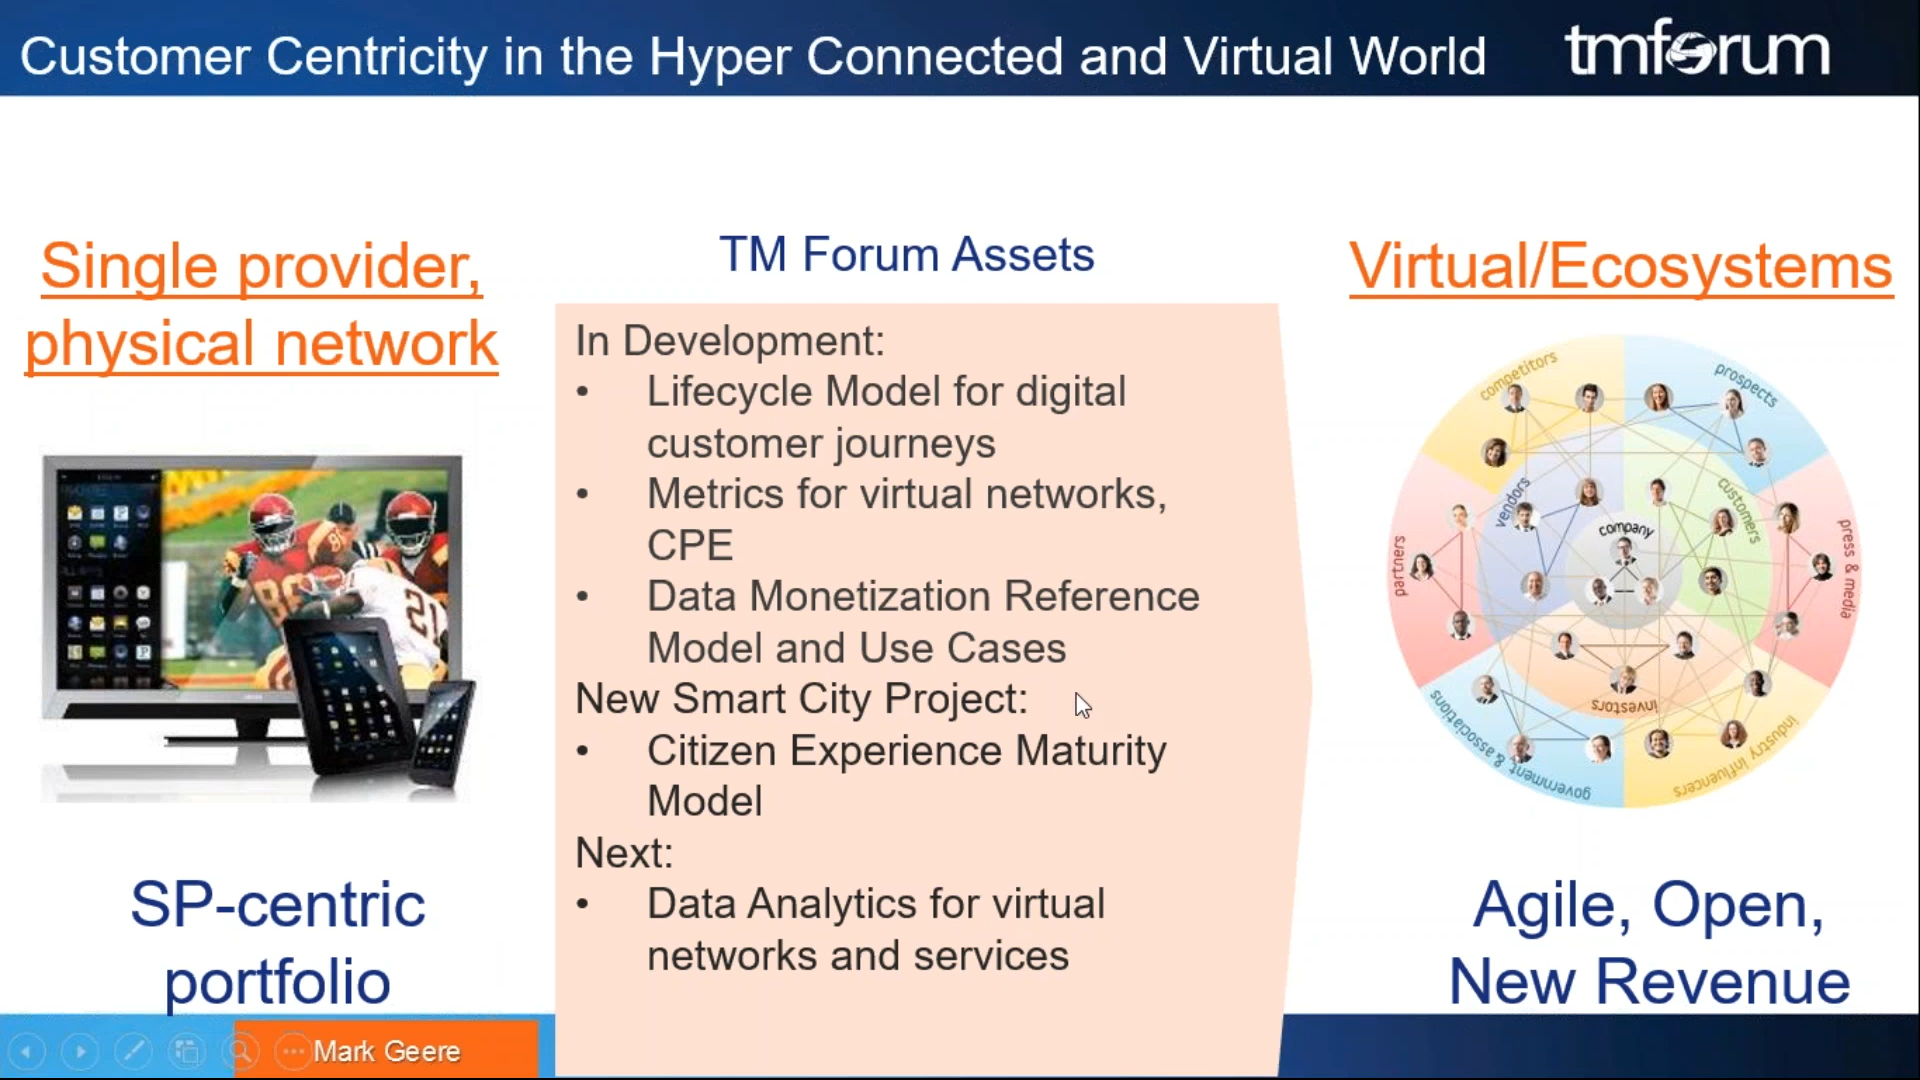 Customer Centricity in the Hyper Connected and Virtual World
tmforum
Single provider,
physical network
SP-centric
portfolio
TM Forum Assets
In Development:
• Lifecycle Model for digital
customer journeys
• Metrics for virtual networks,
CPE
• Data Monetization Reference
Model and Use Cases
New Smart City Project:
• Citizen Experience Maturity
Model
Next:
• Data Analytics for virtual
networks and services
Virtual/Ecosystems
competitors
prospects
vendors
customers
company
partners
press & media
investors
government & associations
industry influencers
Agile, Open,
New Revenue
Mark Geere